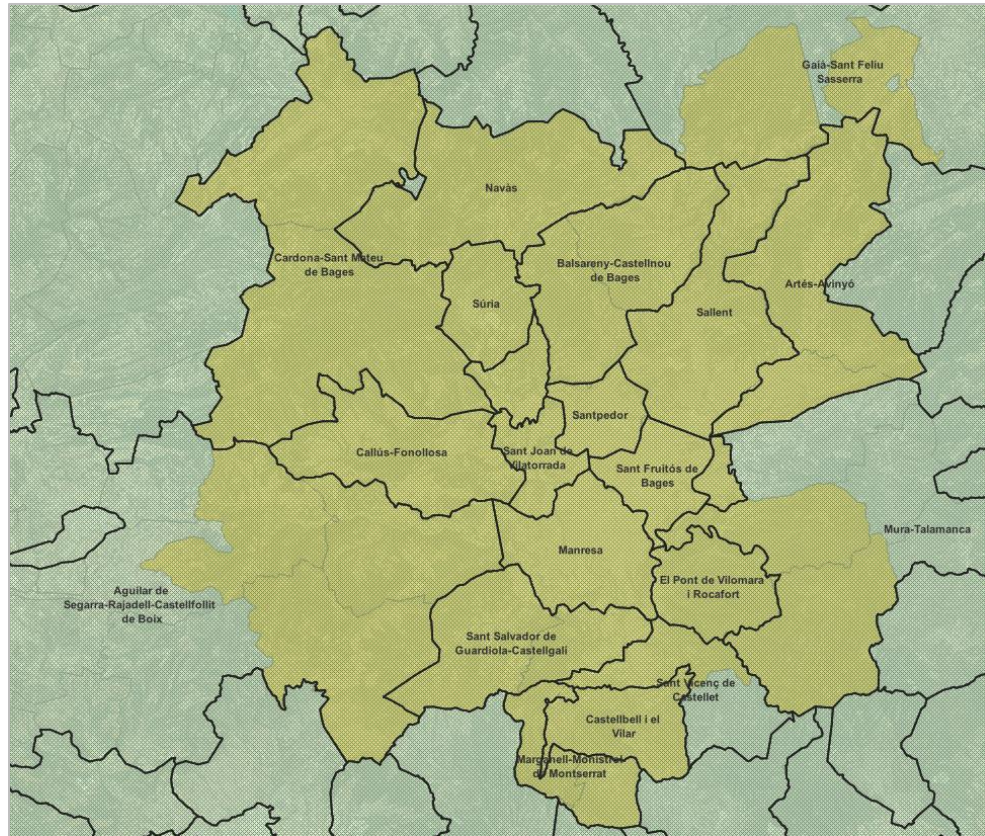 Gaià-Sant Feliu
Sasserra
Navàs
Cardona-Sant Mateu
de Bages
Balsareny-Castellnou
de Bages
Artés-Avinyó
Súria
Sallent
Santpedor
Callús-Fonollosa
Sant Joan de
Vilatorrada
Sant Fruitós de
Bages
Mura-Talamanca
Manresa
El Pont de Vilomara
i Rocafort
Aguilar de
Segarra-Rajadell-Castellfollit
de Boix
Sant Salvador de
Guardiola-Castellgalí
Sant Vicenç de
Castellet
Castellbell i el
Vilar
Marganell-Monistrol
de Montserrat